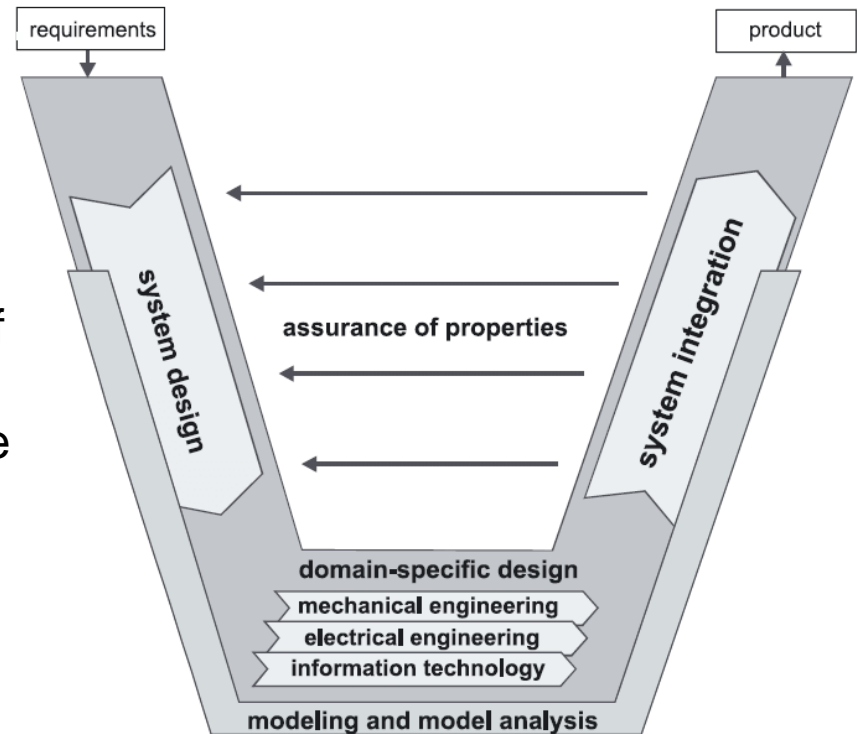 requirements
product
system design
assurance of properties
system integration
domain-specific design
mechanical engineering
electrical engineering
information technology
modeling and model analysis
e